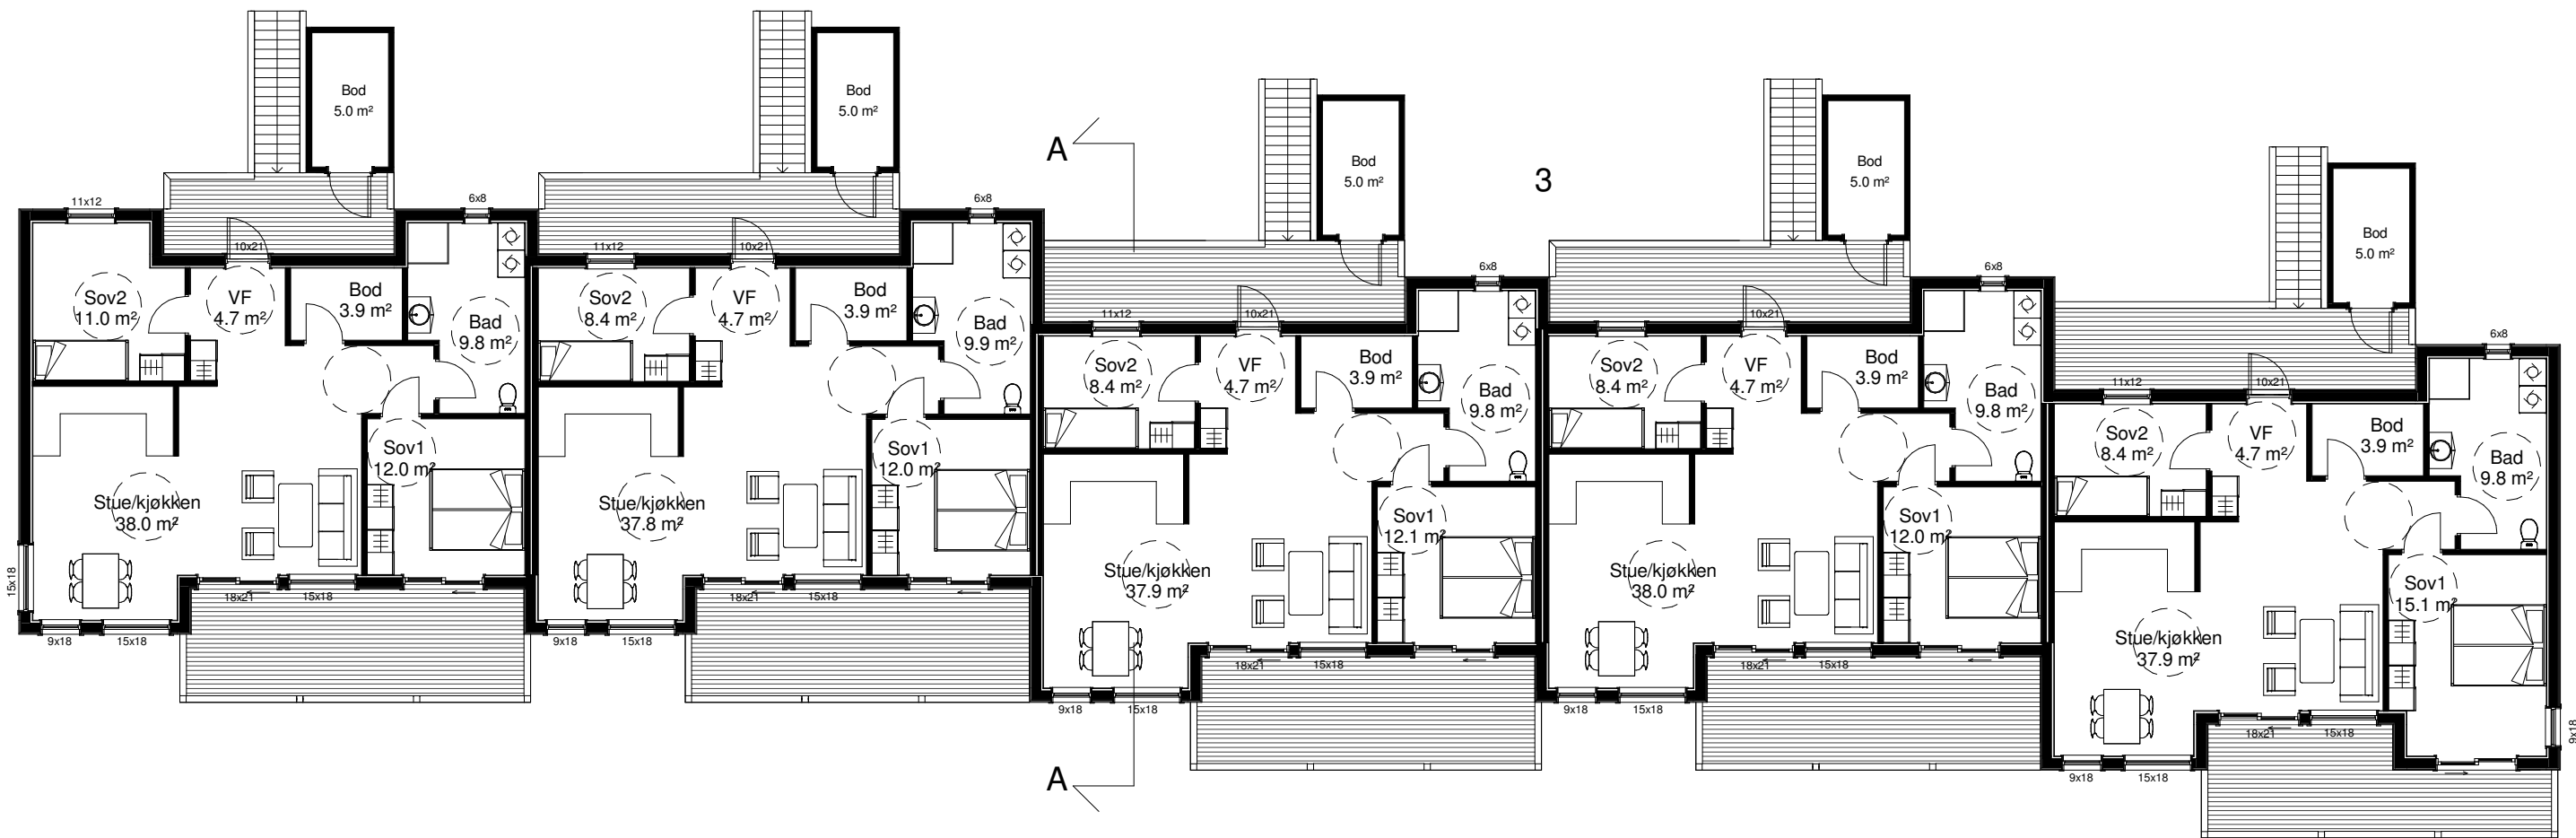 Bod
5.0 m²
11x12
6x8
10x21
Sov2
11.0 m²
VF
4.7 m²
Bod
3.9 m²
Bad
9.8 m²
Sov1
12.0 m²
Stue/kjøkken
38.0 m²
15x18
18x21
15x18
9x18
15x18
Bod
5.0 m²
6x8
11x12
10x21
Sov2
8.4 m²
VF
4.7 m²
Bod
3.9 m²
Bad
9.9 m²
Sov1
12.0 m²
Stue/kjøkken
37.8 m²
18x21
15x18
9x18
15x18
A
Bod
5.0 m²
6x8
11x12
10x21
Sov2
8.4 m²
VF
4.7 m²
Bod
3.9 m²
Bad
9.8 m²
Sov1
12.1 m²
Stue/kjøkken
37.9 m²
18x21
15x18
9x18
15x18
A
3
Bod
5.0 m²
6x8
10x21
Sov2
8.4 m²
VF
4.7 m²
Bod
3.9 m²
Bad
9.8 m²
Sov1
12.0 m²
Stue/kjøkken
38.0 m²
18x21
15x18
9x18
15x18
Bod
5.0 m²
6x8
11x12
10x21
Sov2
8.4 m²
VF
4.7 m²
Bod
3.9 m²
Bad
9.8 m²
Sov1
15.1 m²
Stue/kjøkken
37.9 m²
18x21
15x18
9x18
9x18
15x18